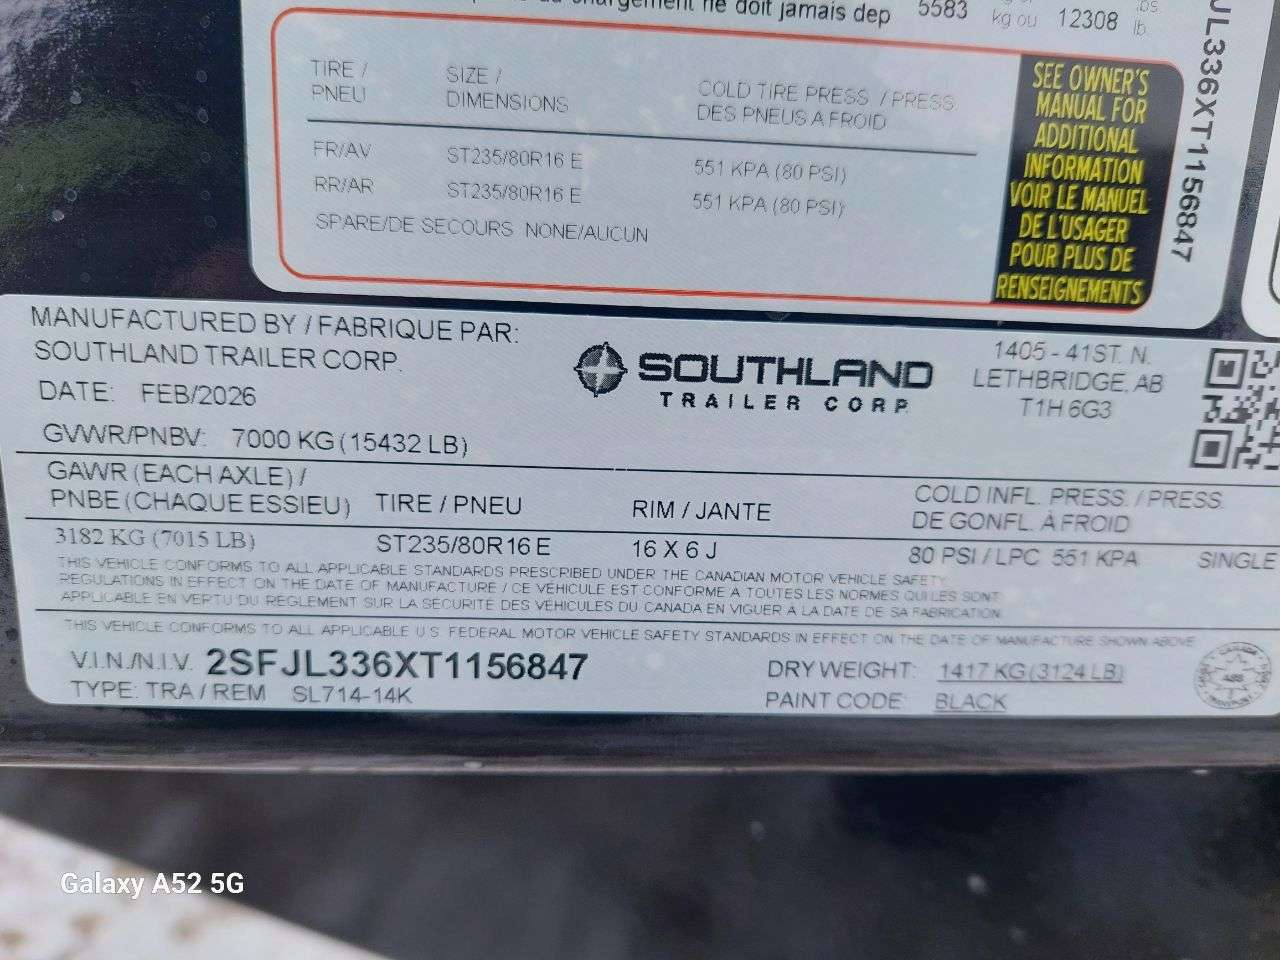 ne doit jamais dep 5583 kg ou 12308 lb
TIRE / PNEU
SIZE / DIMENSIONS
COLD TIRE PRESS / PRESS DES PNEUS A FROID
FR/AV ST235/80R16 E 551 KPA (80 PSI)
RR/AR ST235/80R16 E 551 KPA (80 PSI)
SPARE/DE SECOURS NONE/AUCUN
SEE OWNER'S
MANUAL FOR
ADDITIONAL
INFORMATION
VOIR LE MANUEL
DE L'USAGER
POUR PLUS DE
RENSEIGNEMENTS
JL336XT1156847
MANUFACTURED BY / FABRIQUE PAR:
SOUTHLAND TRAILER CORP.
DATE: FEB/2026
GVWR/PNBV: 7000 KG (15432 LB)
SOUTHLAND
TRAILER CORP
1405 - 41ST. N.
LETHBRIDGE, AB
T1H 6G3
GAWR (EACH AXLE) /
PNBE (CHAQUE ESSIEU) TIRE / PNEU RIM / JANTE
COLD INFL. PRESS. / PRESS.
DE GONFL. À FROID
3182 KG (7015 LB) ST235/80R16 E 16 X 6 J 80 PSI / LPC 551 KPA SINGLE
THIS VEHICLE CONFORMS TO ALL APPLICABLE STANDARDS PRESCRIBED UNDER THE CANADIAN MOTOR VEHICLE SAFETY
REGULATIONS IN EFFECT ON THE DATE OF MANUFACTURE / CE VÉHICULE EST CONFORME À TOUTES LES NORMES QUI LES SONT
APPLICABLE EN VERTU DU RÈGLEMENT SUR LA SÉCURITÉ DES VÉHICULES DU CANADA EN VIGUER À LA DATE DE SA FABRICATION
THIS VEHICLE CONFORMS TO ALL APPLICABLE U.S. FEDERAL MOTOR VEHICLE SAFETY STANDARDS IN EFFECT ON THE DATE OF MANUFACTURE SHOWN ABOVE
V.I.N./N.I.V. 2SFJL336XT1156847
TYPE: TRA / REM SL714-14K
DRY WEIGHT: 1417 KG (3124 LB)
PAINT CODE: BLACK
Galaxy A52 5G